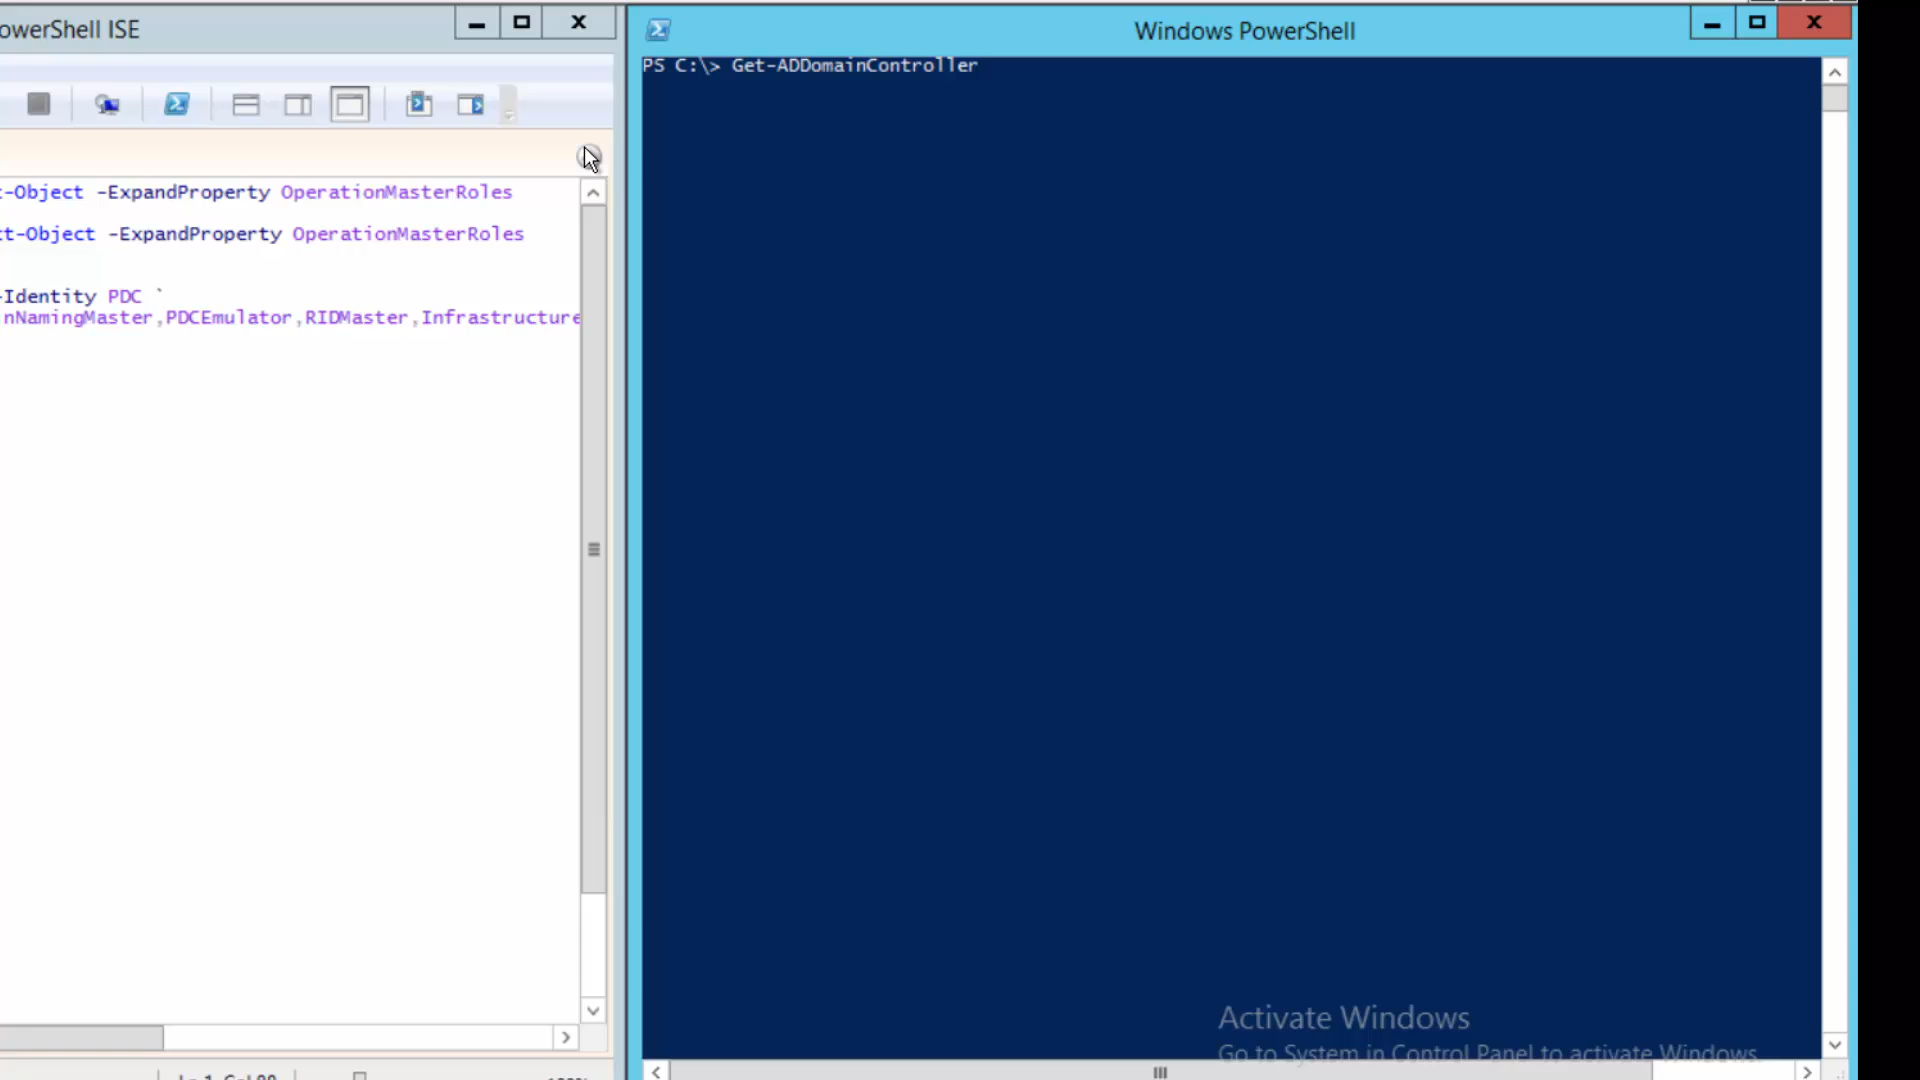 owerShell ISE
t-Object -ExpandProperty OperationMasterRoles
ct-Object -ExpandProperty OperationMasterRoles
-Identity PDC `
nNamingMaster,PDCEmulator,RIDMaster,Infrastructure
Windows PowerShell
PS C:\> Get-ADDomainController
Activate Windows
Go to System in Control Panel to activate Windows.